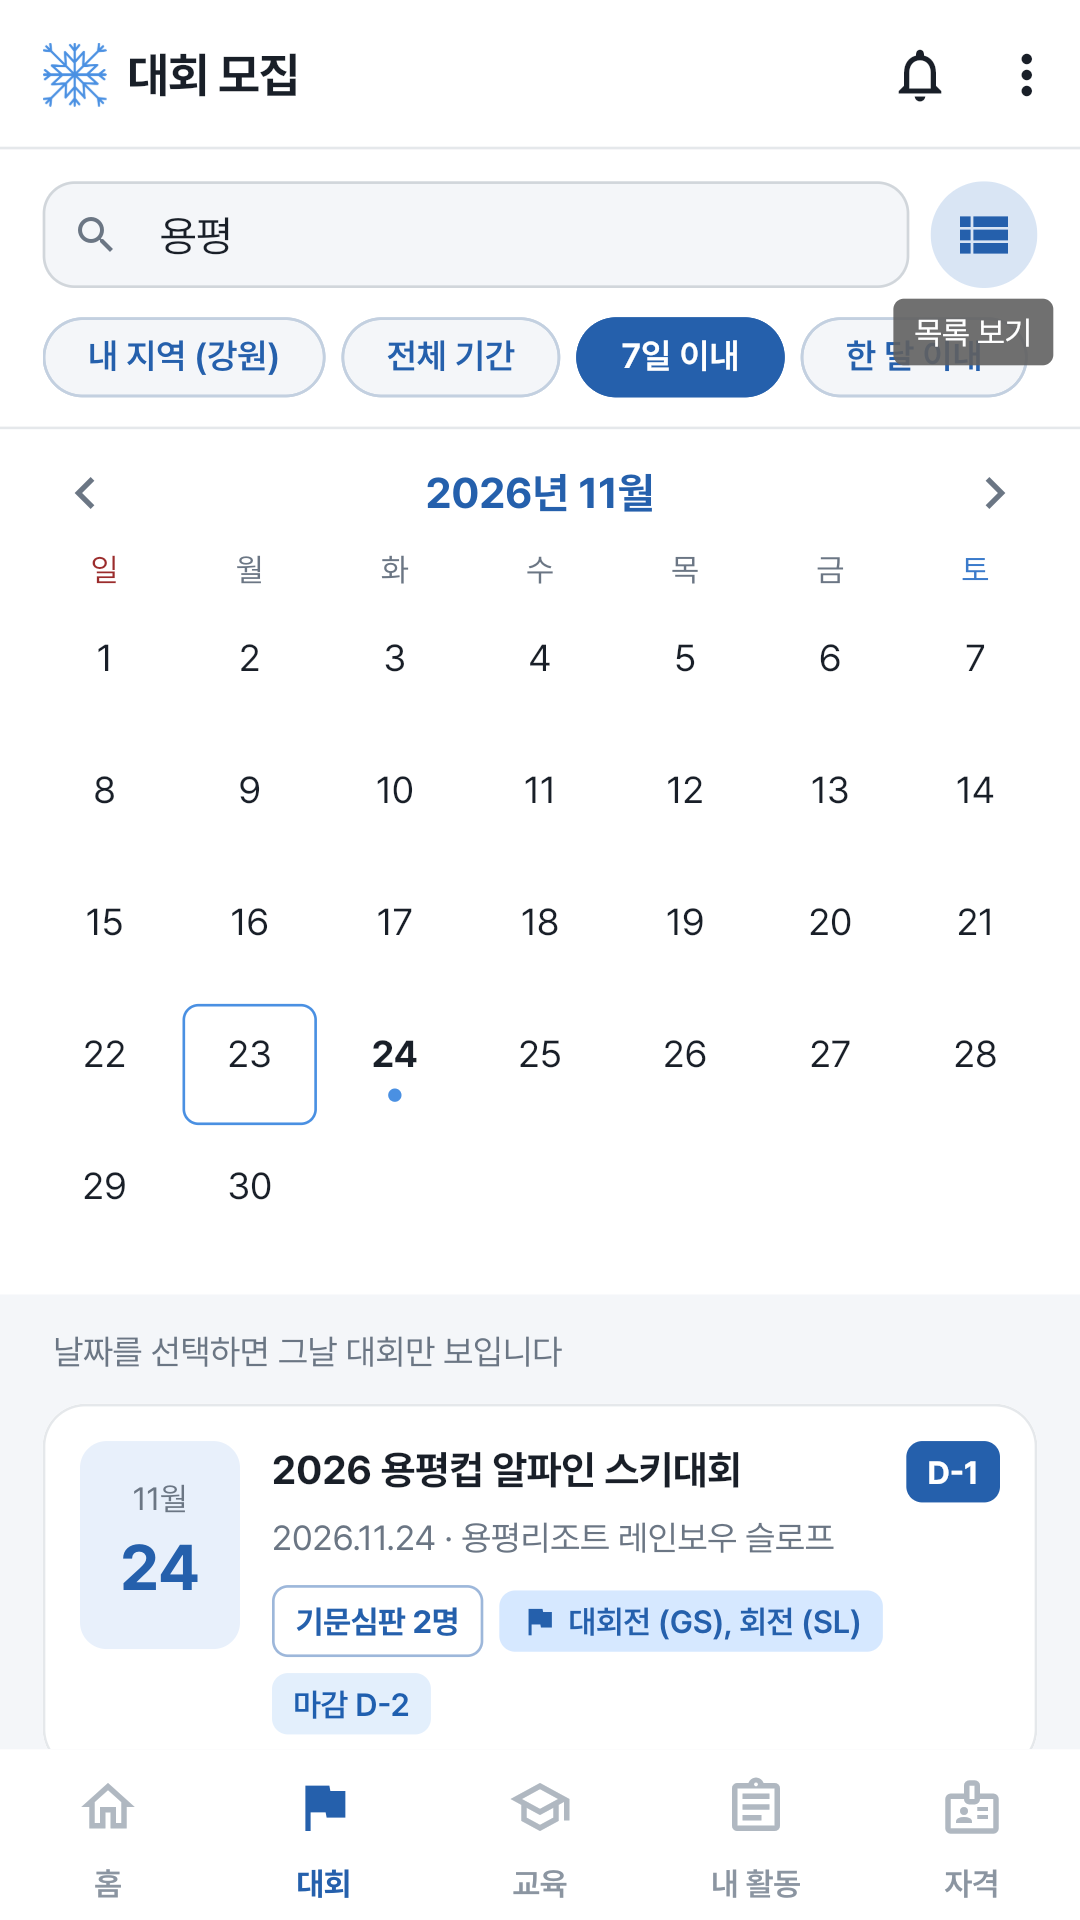 대회 모집
용평
목록 보기
내 지역 (강원) 전체 기간 7일 이내 한 달 이내
2026년 11월
일 월 화 수 목 금 토
1 2 3 4 5 6 7
8 9 10 11 12 13 14
15 16 17 18 19 20 21
22 23 24 25 26 27 28
29 30
날짜를 선택하면 그날 대회만 보입니다
11월
24
2026 용평컵 알파인 스키대회
D-1
2026.11.24 · 용평리조트 레인보우 슬로프
기문심판 2명
대회전 (GS), 회전 (SL)
마감 D-2
홈 대회 교육 내 활동 자격